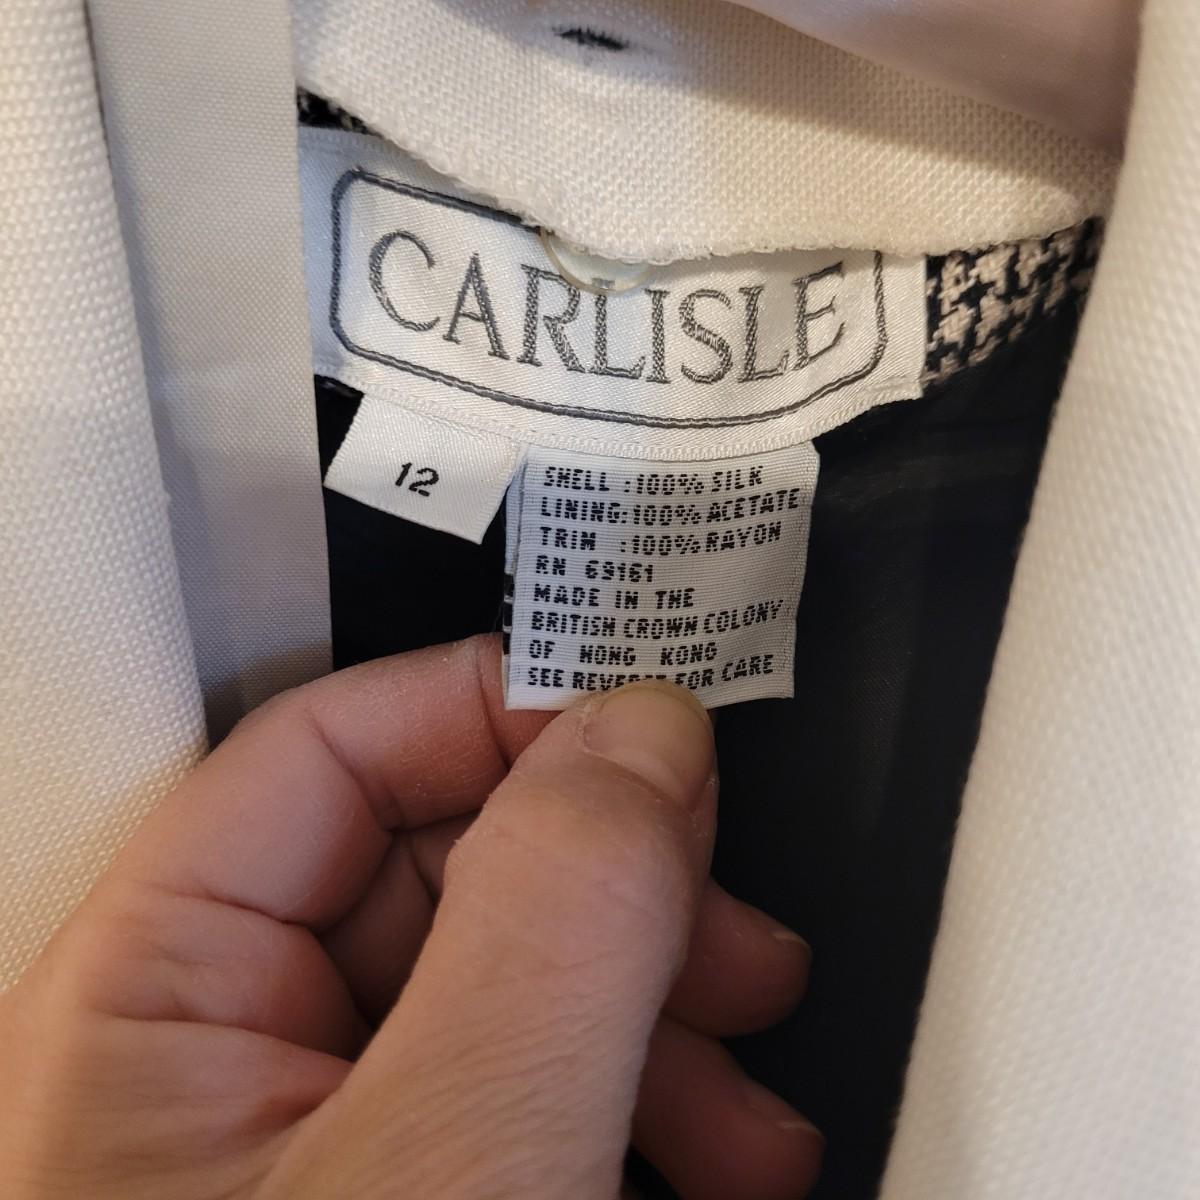 CARLISLE
12
SHELL : 100% SILK
LINING: 100% ACETATE
TRIM : 100% RAYON
RN 69161
MADE IN THE
BRITISH CROWN COLONY
OF HONG KONG
SEE REVERSE FOR CARE